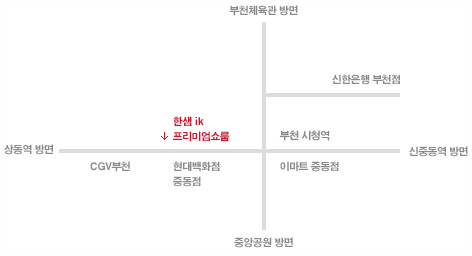 부천체육관 방면
신한은행 부천점
한샘 ik
↓ 프리미엄쇼룸
부천 시청역
상동역 방면
신중동역 방면
CGV부천
현대백화점
중동점
이마트 중동점
중앙공원 방면